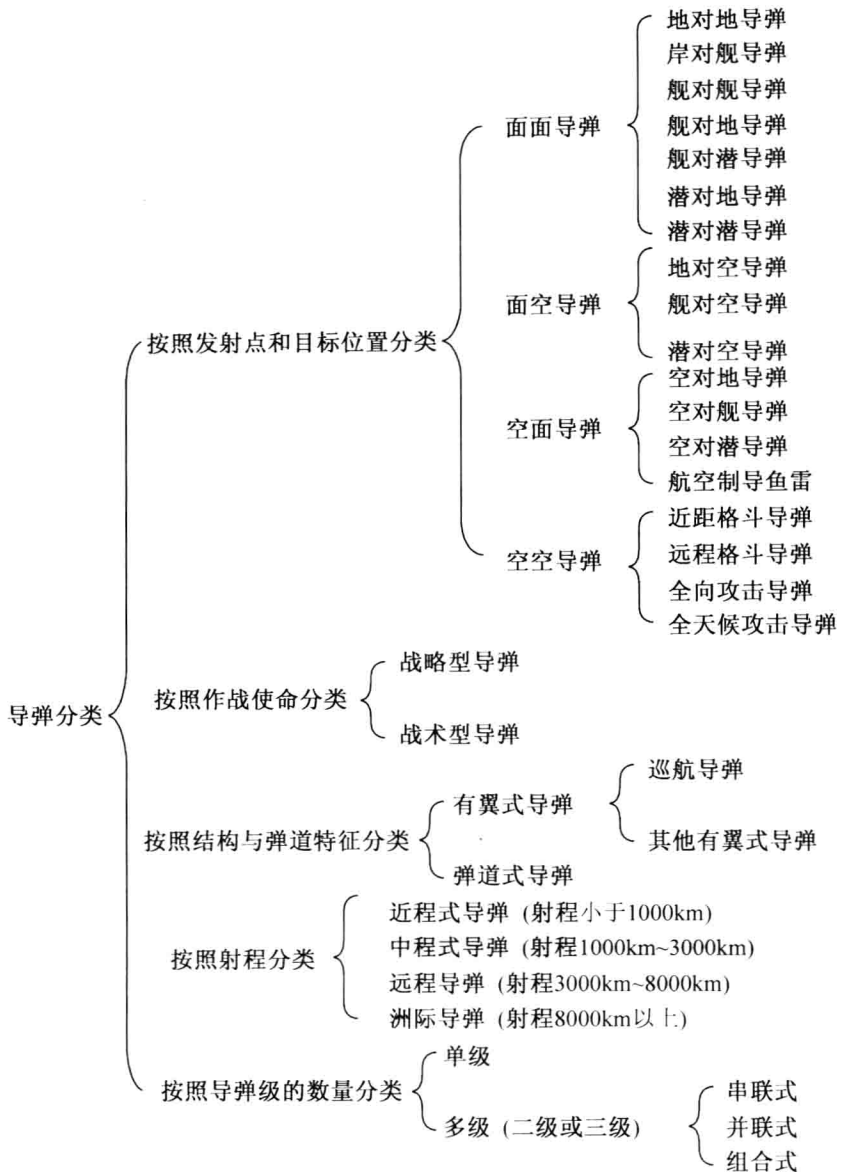 导弹分类
按照发射点和目标位置分类
面面导弹
地对地导弹
岸对舰导弹
舰对舰导弹
舰对地导弹
舰对潜导弹
潜对地导弹
潜对潜导弹
面空导弹
地对空导弹
舰对空导弹
潜对空导弹
空面导弹
空对地导弹
空对舰导弹
空对潜导弹
航空制导鱼雷
空空导弹
近距格斗导弹
远程格斗导弹
全向攻击导弹
全天候攻击导弹
按照作战使命分类
战略型导弹
战术型导弹
按照结构与弹道特征分类
有翼式导弹
巡航导弹
其他有翼式导弹
弹道式导弹
按照射程分类
近程式导弹 (射程小于1000km)
中程式导弹 (射程1000km~3000km)
远程导弹 (射程3000km~8000km)
洲际导弹 (射程8000km以上)
按照导弹级的数量分类
单级
多级 (二级或三级)
串联式
并联式
组合式